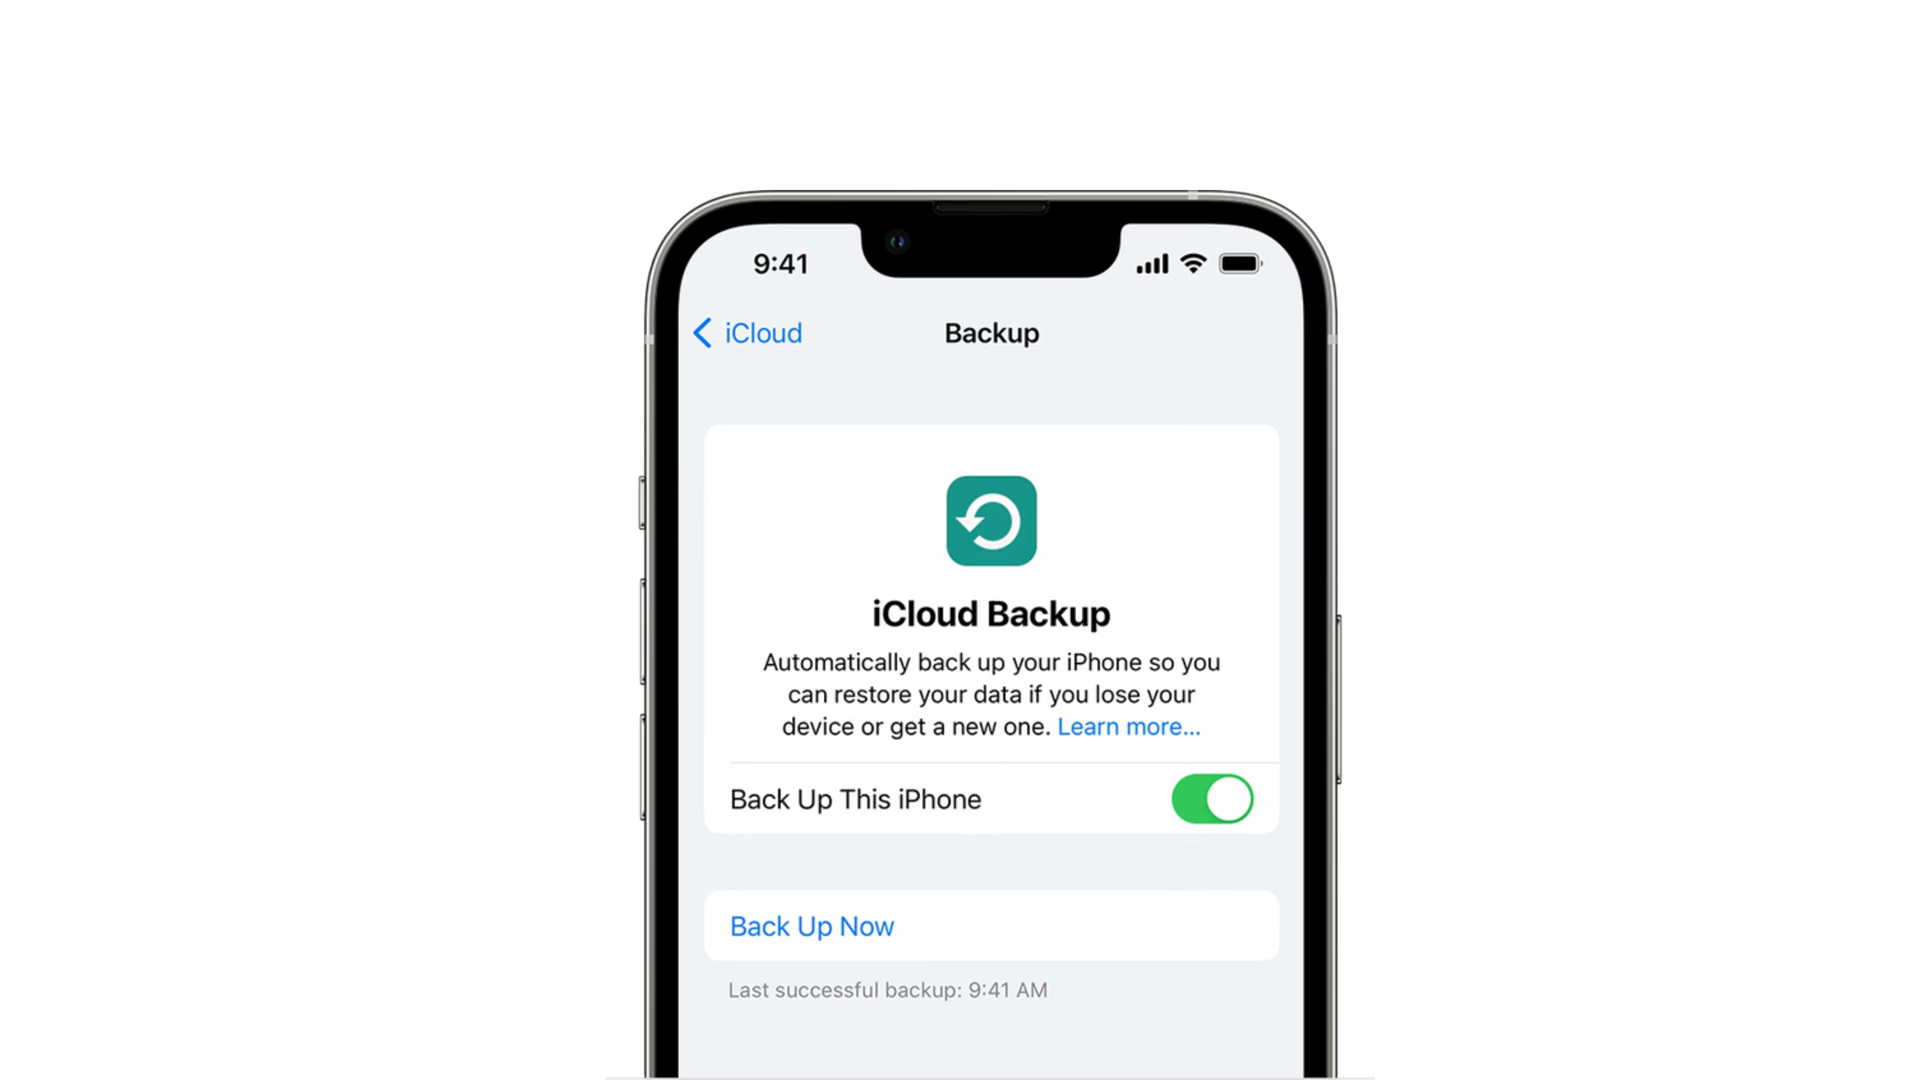 9:41
iCloud
Backup
iCloud Backup
Automatically back up your iPhone so you
can restore your data if you lose your
device or get a new one. Learn more...
Back Up This iPhone
Back Up Now
Last successful backup: 9:41 AM